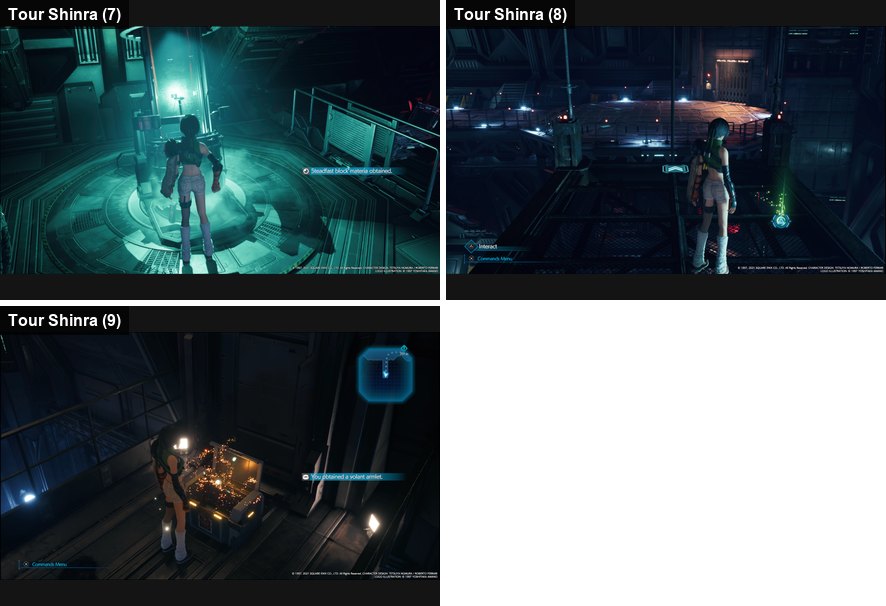 Tour Shinra (7)
Steadfast block materia obtained.
Tour Shinra (8)
Interact
Commands Menu
Tour Shinra (9)
You obtained a volant armlet.
Commands Menu